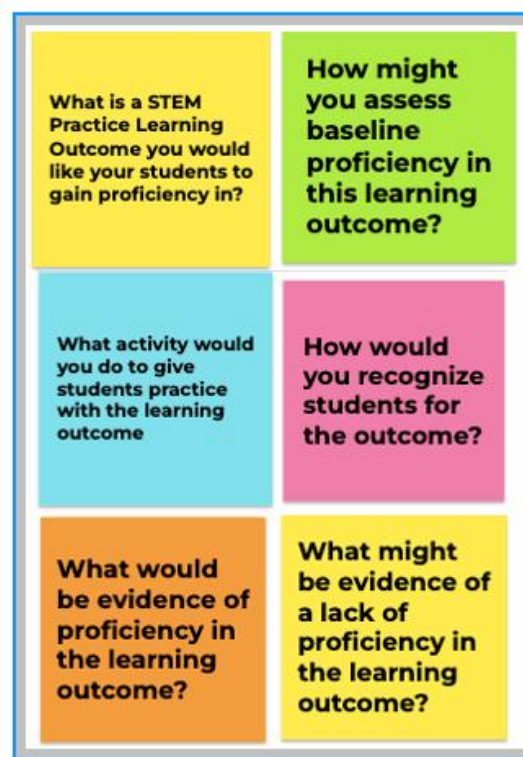 What is a STEM
Practice Learning
Outcome you would
like your students to
gain proficiency in?
How might
you assess
baseline
proficiency in
this learning
outcome?
What activity would
you do to give
students practice
with the learning
outcome
How would
you recognize
students for
the outcome?
What would
be evidence of
proficiency in
the learning
outcome?
What might
be evidence of
a lack of
proficiency in
the learning
outcome?